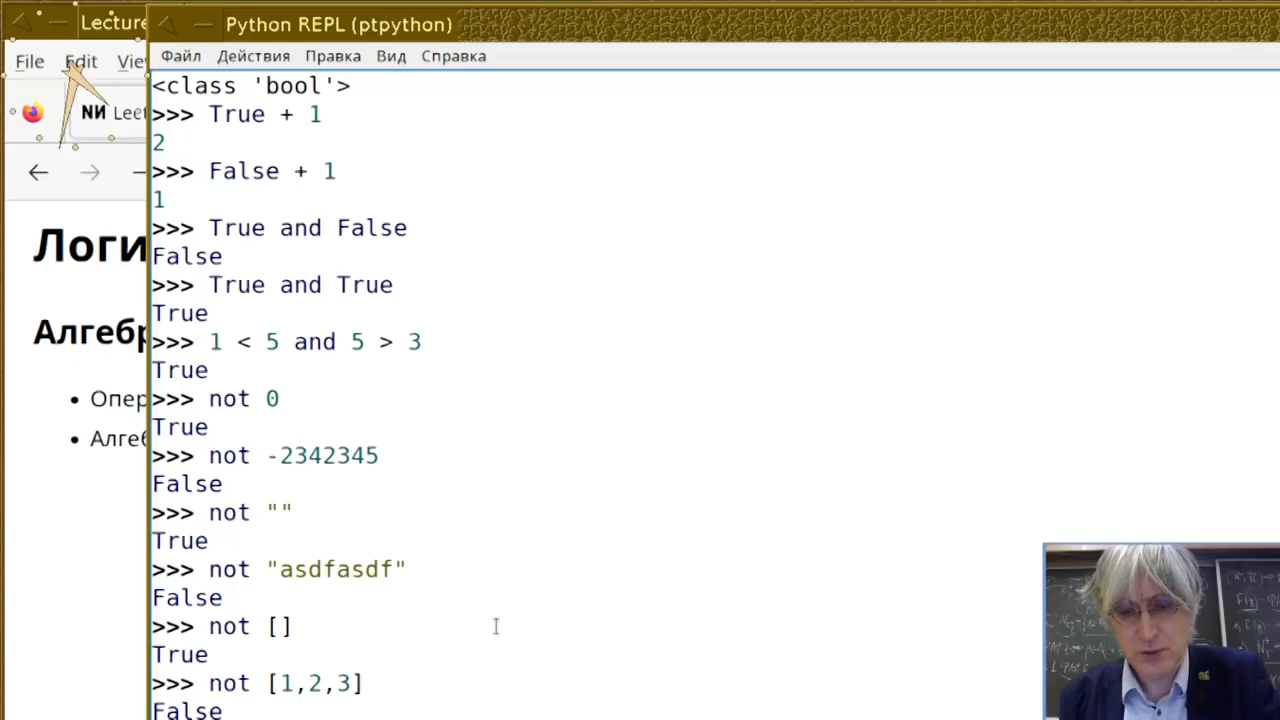 Lecture
Python REPL (ptpython)
File Edit
Файл Действия Правка Вид Справка
<class 'bool'>
>>> True + 1
2
>>> False + 1
1
>>> True and False
False
>>> True and True
True
>>> 1 < 5 and 5 > 3
True
>>> not 0
True
>>> not -2342345
False
>>> not ""
True
>>> not "asdfasdf"
False
>>> not []
True
>>> not [1,2,3]
False